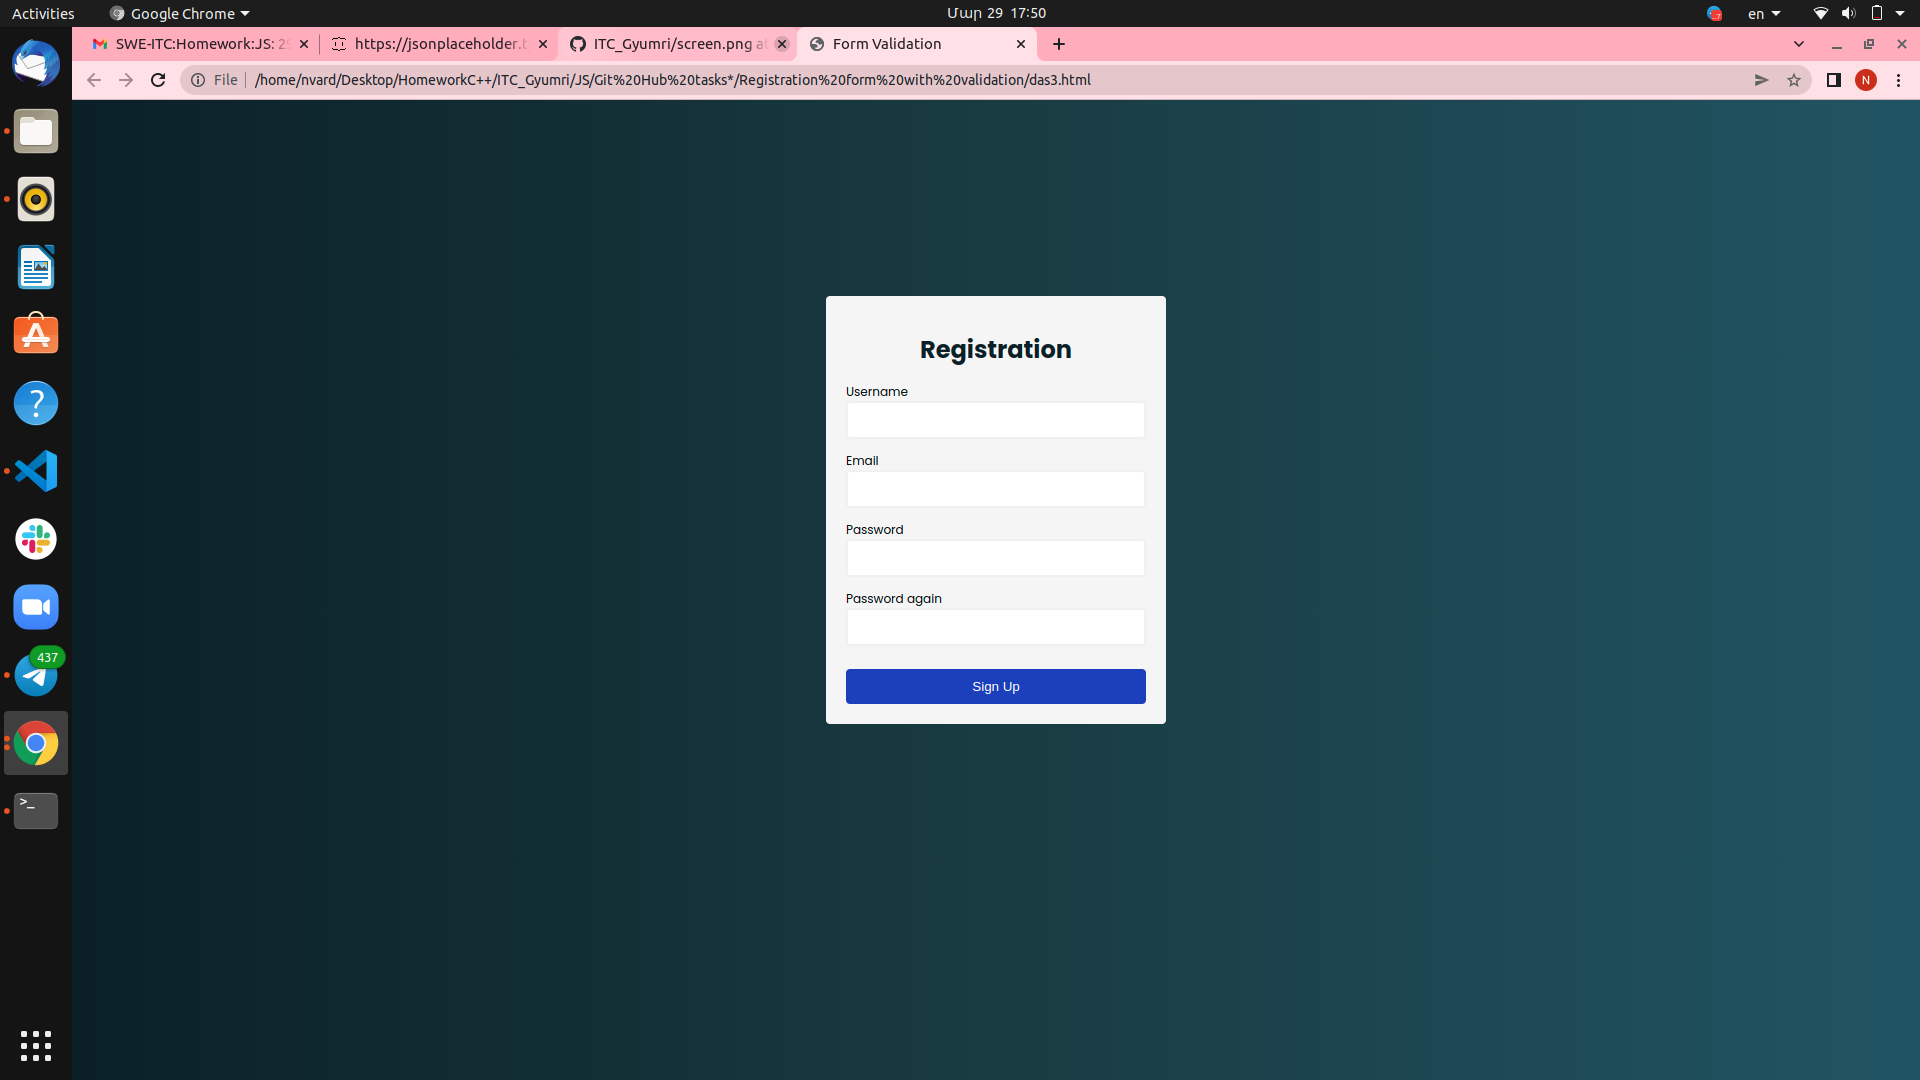 Activities
Google Chrome
Մար 29 17:50
en
SWE-ITC:Homework:JS: 29
https://jsonplaceholder.t
ITC_Gyumri/screen.png at
Form Validation
File
/home/nvard/Desktop/HomeworkC++/ITC_Gyumri/JS/Git%20Hub%20tasks*/Registration%20form%20with%20validation/das3.html
N
437
>_
Registration
Username
Email
Password
Password again
Sign Up